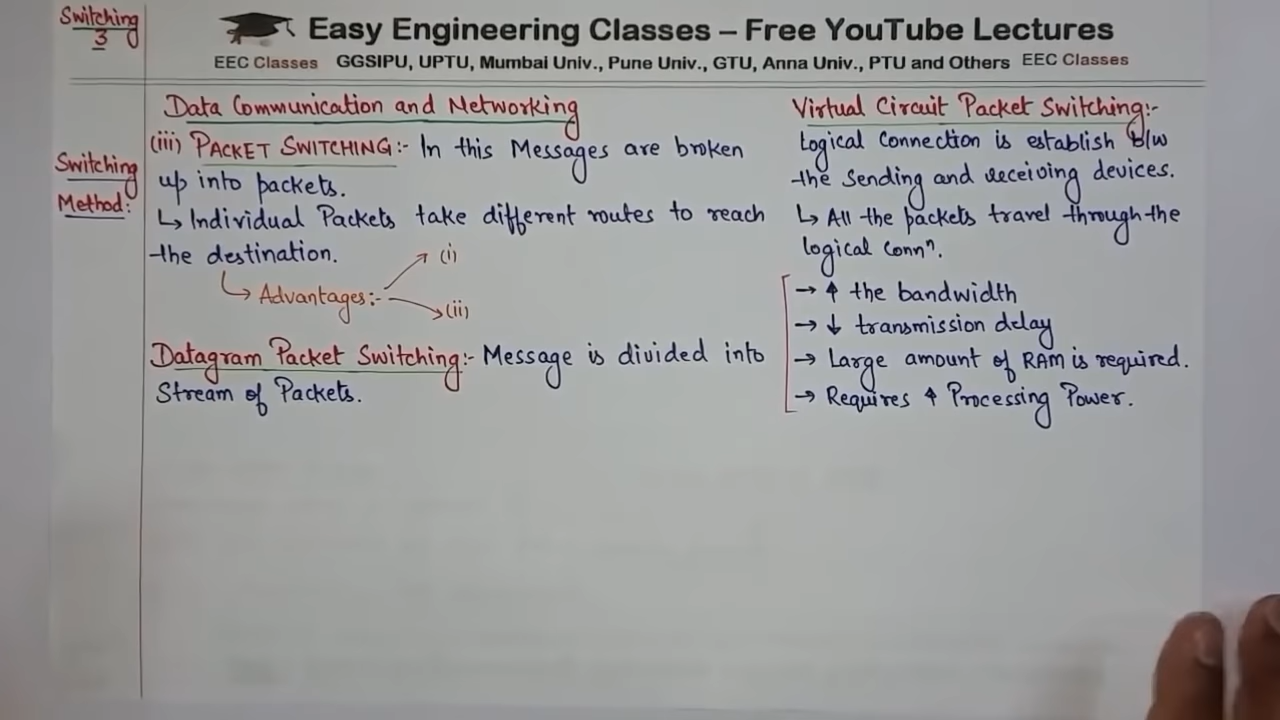 Switching
3
Easy Engineering Classes – Free YouTube Lectures
EEC Classes GGSIPU, UPTU, Mumbai Univ., Pune Univ., GTU, Anna Univ., PTU and Others EEC Classes
Switching
Method:
Data Communication and Networking
(iii) PACKET SWITCHING:- In this Messages are broken
up into packets.
↳ Individual Packets take different routes to reach
the destination.
↳ Advantages:- → (i)
→ (ii)
Datagram Packet Switching:- Message is divided into
Stream of Packets.
Virtual Circuit Packet Switching:-
Logical Connection is establish b/w
the Sending and receiving devices.
↳ All the packets travel through the
logical Connⁿ.
→ ↑ the bandwidth
→ ↓ transmission delay
→ Large amount of RAM is required.
→ Requires ↑ Processing Power.